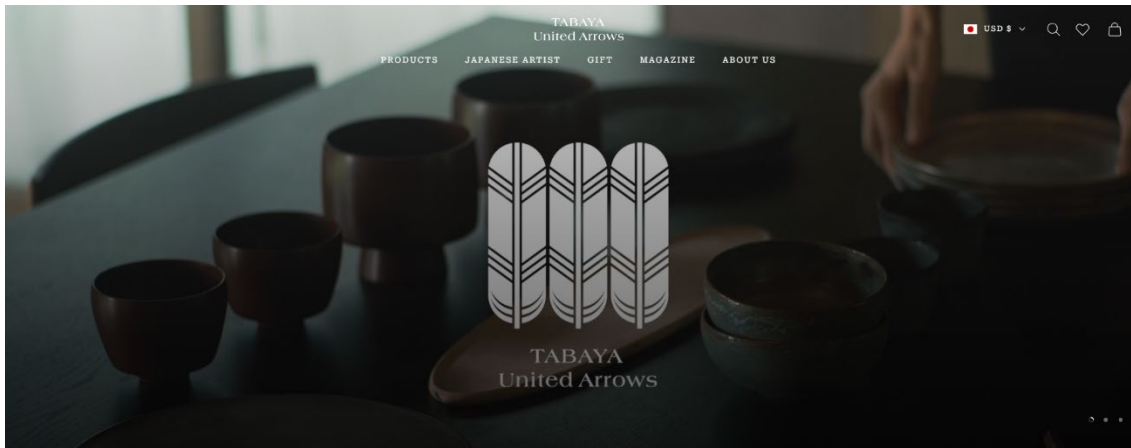 TABAYA
United Arrows
USD $
PRODUCTS JAPANESE ARTIST GIFT MAGAZINE ABOUT US
TABAYA
United Arrows